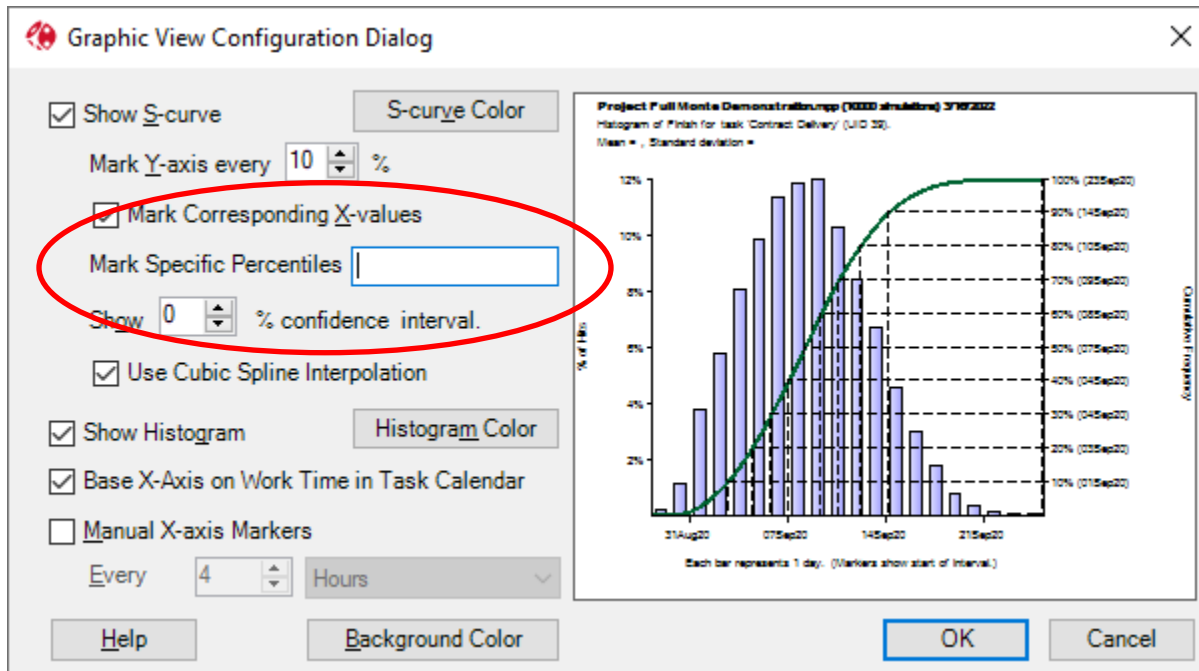 Graphic View Configuration Dialog
Show S-curve
S-curve Color
Mark Y-axis every 10 %
Mark Corresponding X-values
Mark Specific Percentiles
Show 0 % confidence interval.
Use Cubic Spline Interpolation
Show Histogram
Histogram Color
Base X-Axis on Work Time in Task Calendar
Manual X-axis Markers
Every 4 Hours
Help
Background Color
OK
Cancel
Project Full Monte Demonstration.mpp (10000 simulations) 3/16/2022
Histogram of Finish for task 'Contract Delivery' (UID 39).
Mean = , Standard deviation =
12%
10%
8%
6%
4%
2%
% of Hits
100% (23Sep20)
90% (14Sep20)
80% (10Sep20)
70% (09Sep20)
60% (08Sep20)
50% (07Sep20)
40% (04Sep20)
30% (04Sep20)
20% (03Sep20)
10% (01Sep20)
Cumulative Frequency
31Aug20
07Sep20
14Sep20
21Sep20
Each bar represents 1 day. (Markers show start of interval.)